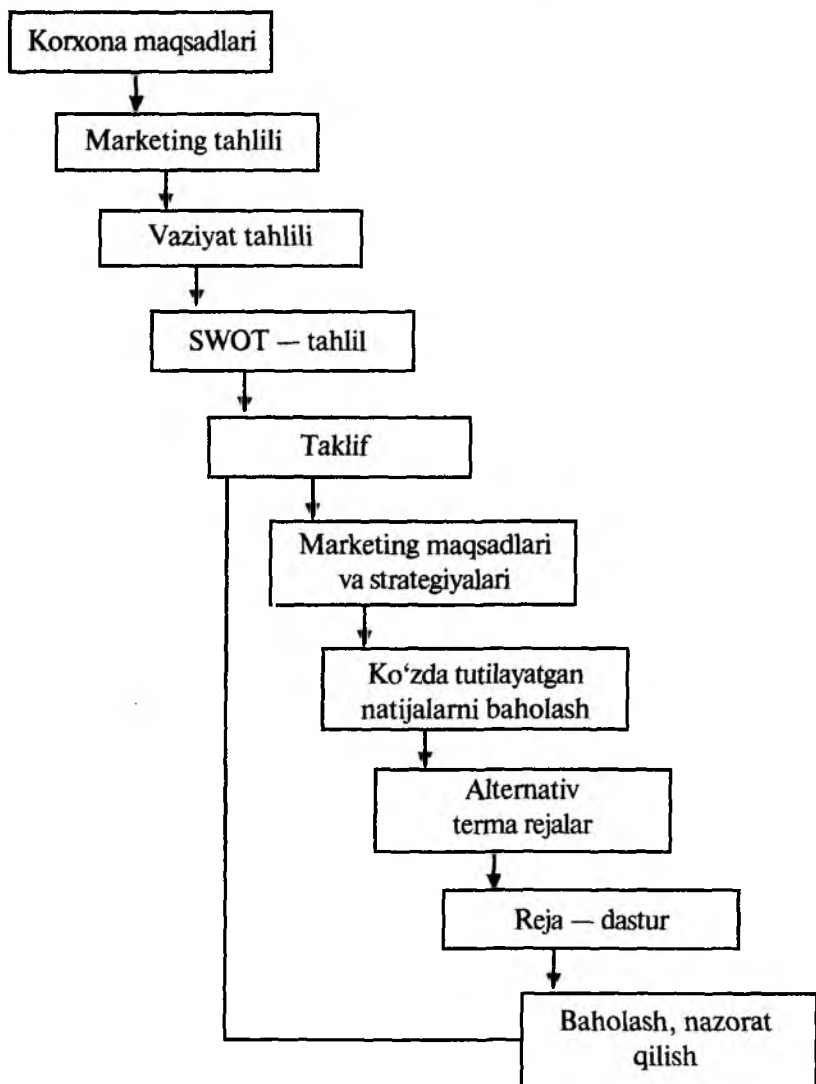 Korxona maqsadlari
Marketing tahlili
Vaziyat tahlili
SWOT — tahlil
Taklif
Marketing maqsadlari
va strategiyalari
Ko‘zda tutilayatgan
natijalarni baholash
Alternativ
terma rejalar
Reja — dastur
Baholash, nazorat
qilish